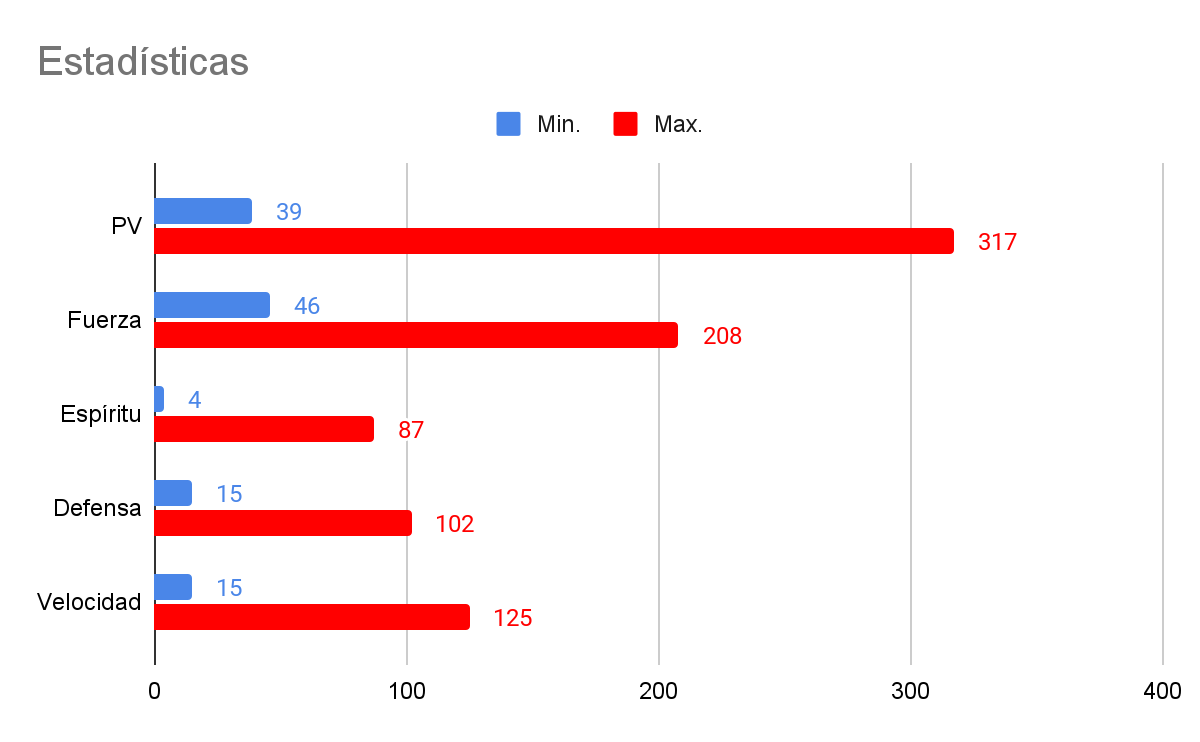 Estadísticas
Min. Max.
PV 39
317
Fuerza 46
208
Espíritu 4
87
Defensa 15
102
Velocidad 15
125
0 100 200 300 400